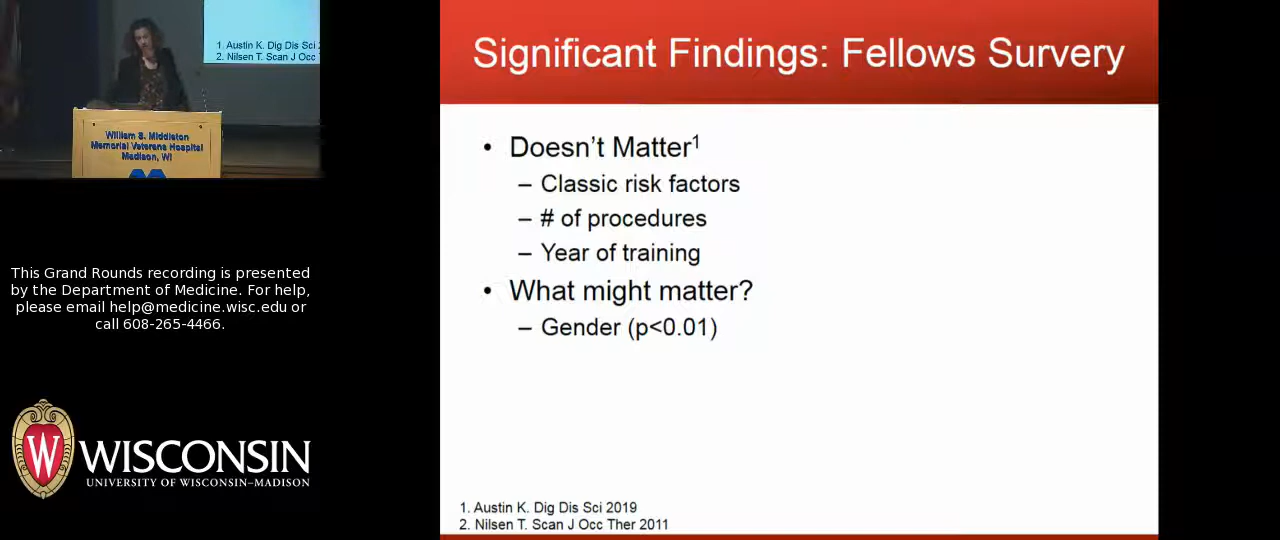 1. Austin K. Dig Dis Sci 2
2. Nilsen T. Scan J Occ
William S. Middleton
Memorial Veterans Hospital
Madison, WI
This Grand Rounds recording is presented
by the Department of Medicine. For help,
please email help@medicine.wisc.edu or
call 608-265-4466.
W
WISCONSIN
UNIVERSITY OF WISCONSIN–MADISON
Significant Findings: Fellows Survery
• Doesn't Matter¹
– Classic risk factors
– # of procedures
– Year of training
• What might matter?
– Gender (p<0.01)
1. Austin K. Dig Dis Sci 2019
2. Nilsen T. Scan J Occ Ther 2011